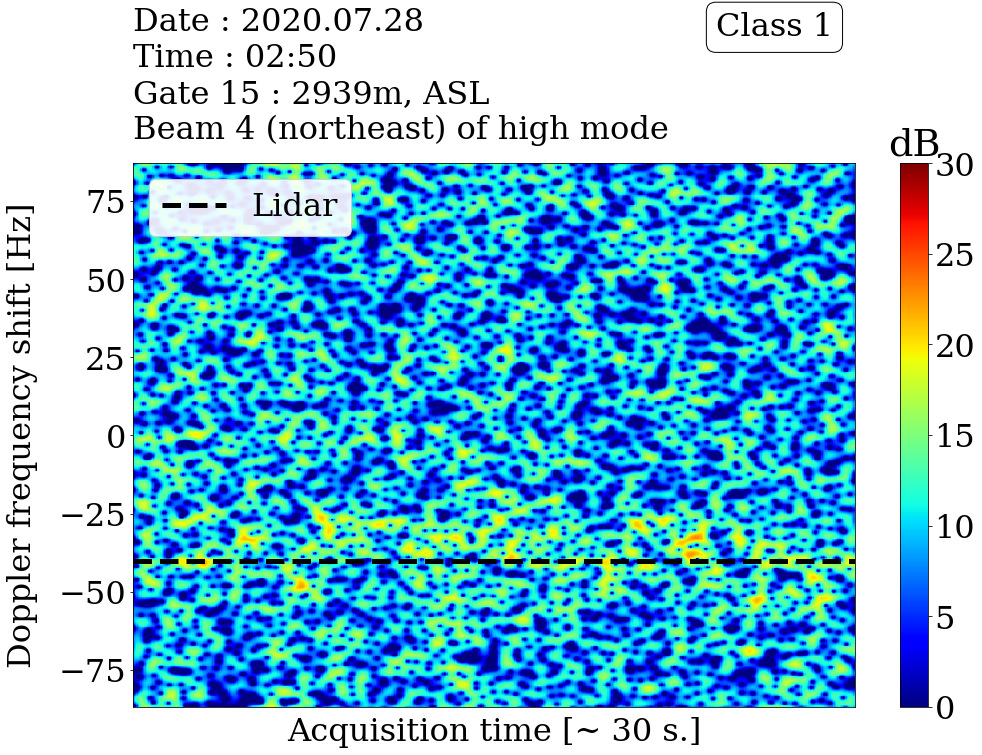 Date : 2020.07.28
Time : 02:50
Gate 15 : 2939m, ASL
Beam 4 (northeast) of high mode
Class 1
dB
Lidar
Doppler frequency shift [Hz]
75
50
25
0
−25
−50
−75
30
25
20
15
10
5
0
Acquisition time [~ 30 s.]